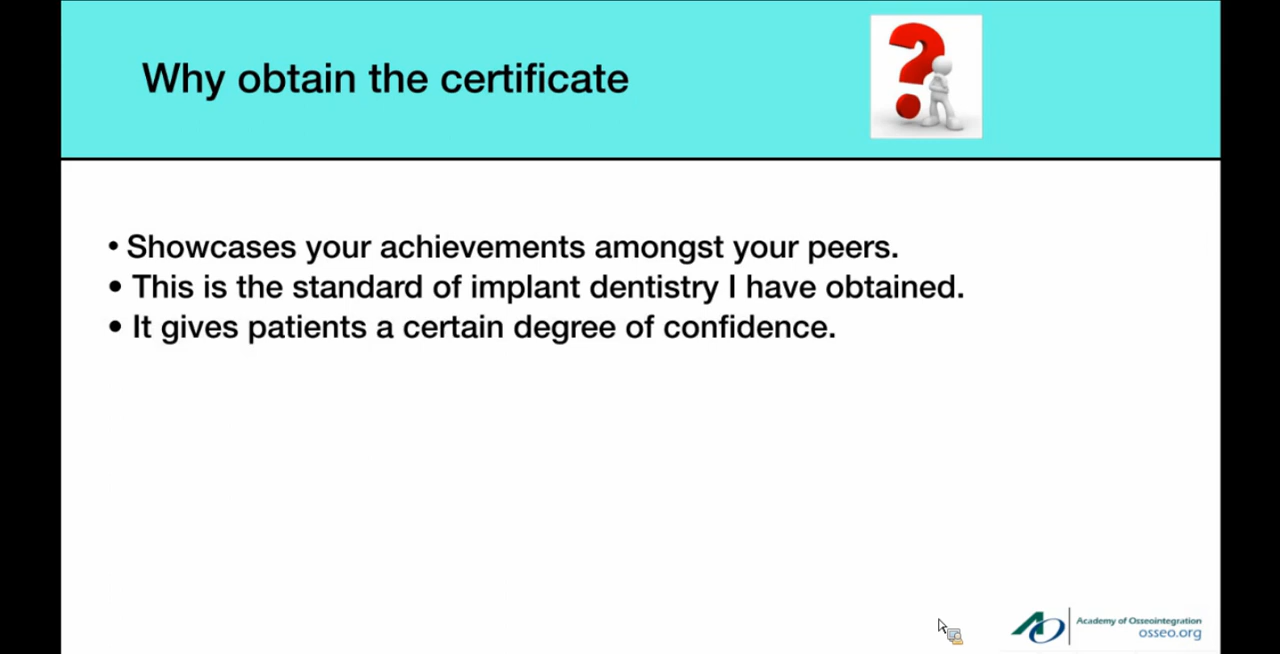 Why obtain the certificate
• Showcases your achievements amongst your peers.
• This is the standard of implant dentistry I have obtained.
• It gives patients a certain degree of confidence.
AO
Academy of Osseointegration
osseo.org